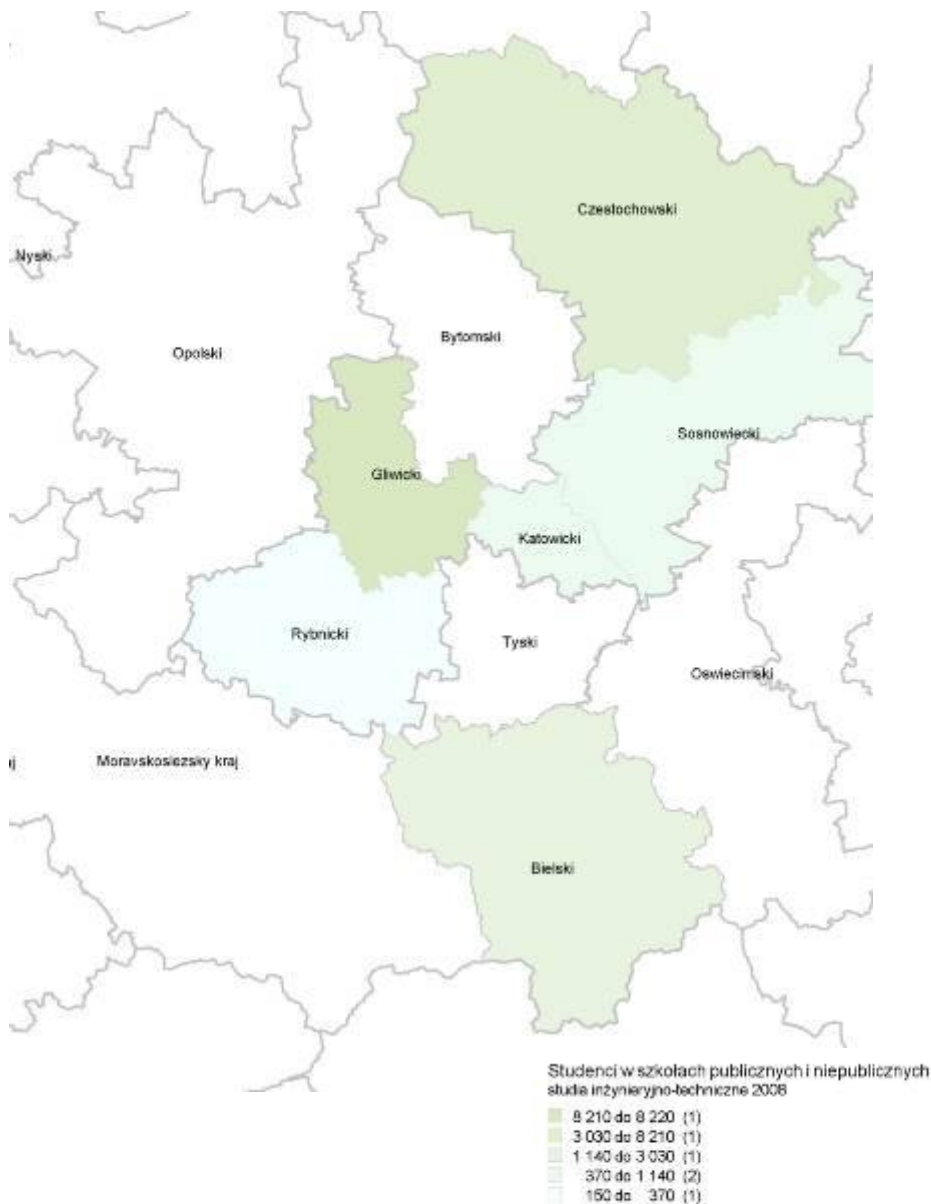 Czestochowski
Nyski
Bytomski
Opolski
Sosnowiecki
Gliwicki
Katowicki
Rybnicki
Tyski
Oswiecimski
j
Moravskoslezsky kraj
Bielski
Studenci w szkołach publicznych i niepublicznych
studia inżynieryjno-techniczne 2008
8 210 do 8 220 (1)
3 030 do 8 210 (1)
1 140 do 3 030 (1)
370 do 1 140 (2)
150 do 370 (1)